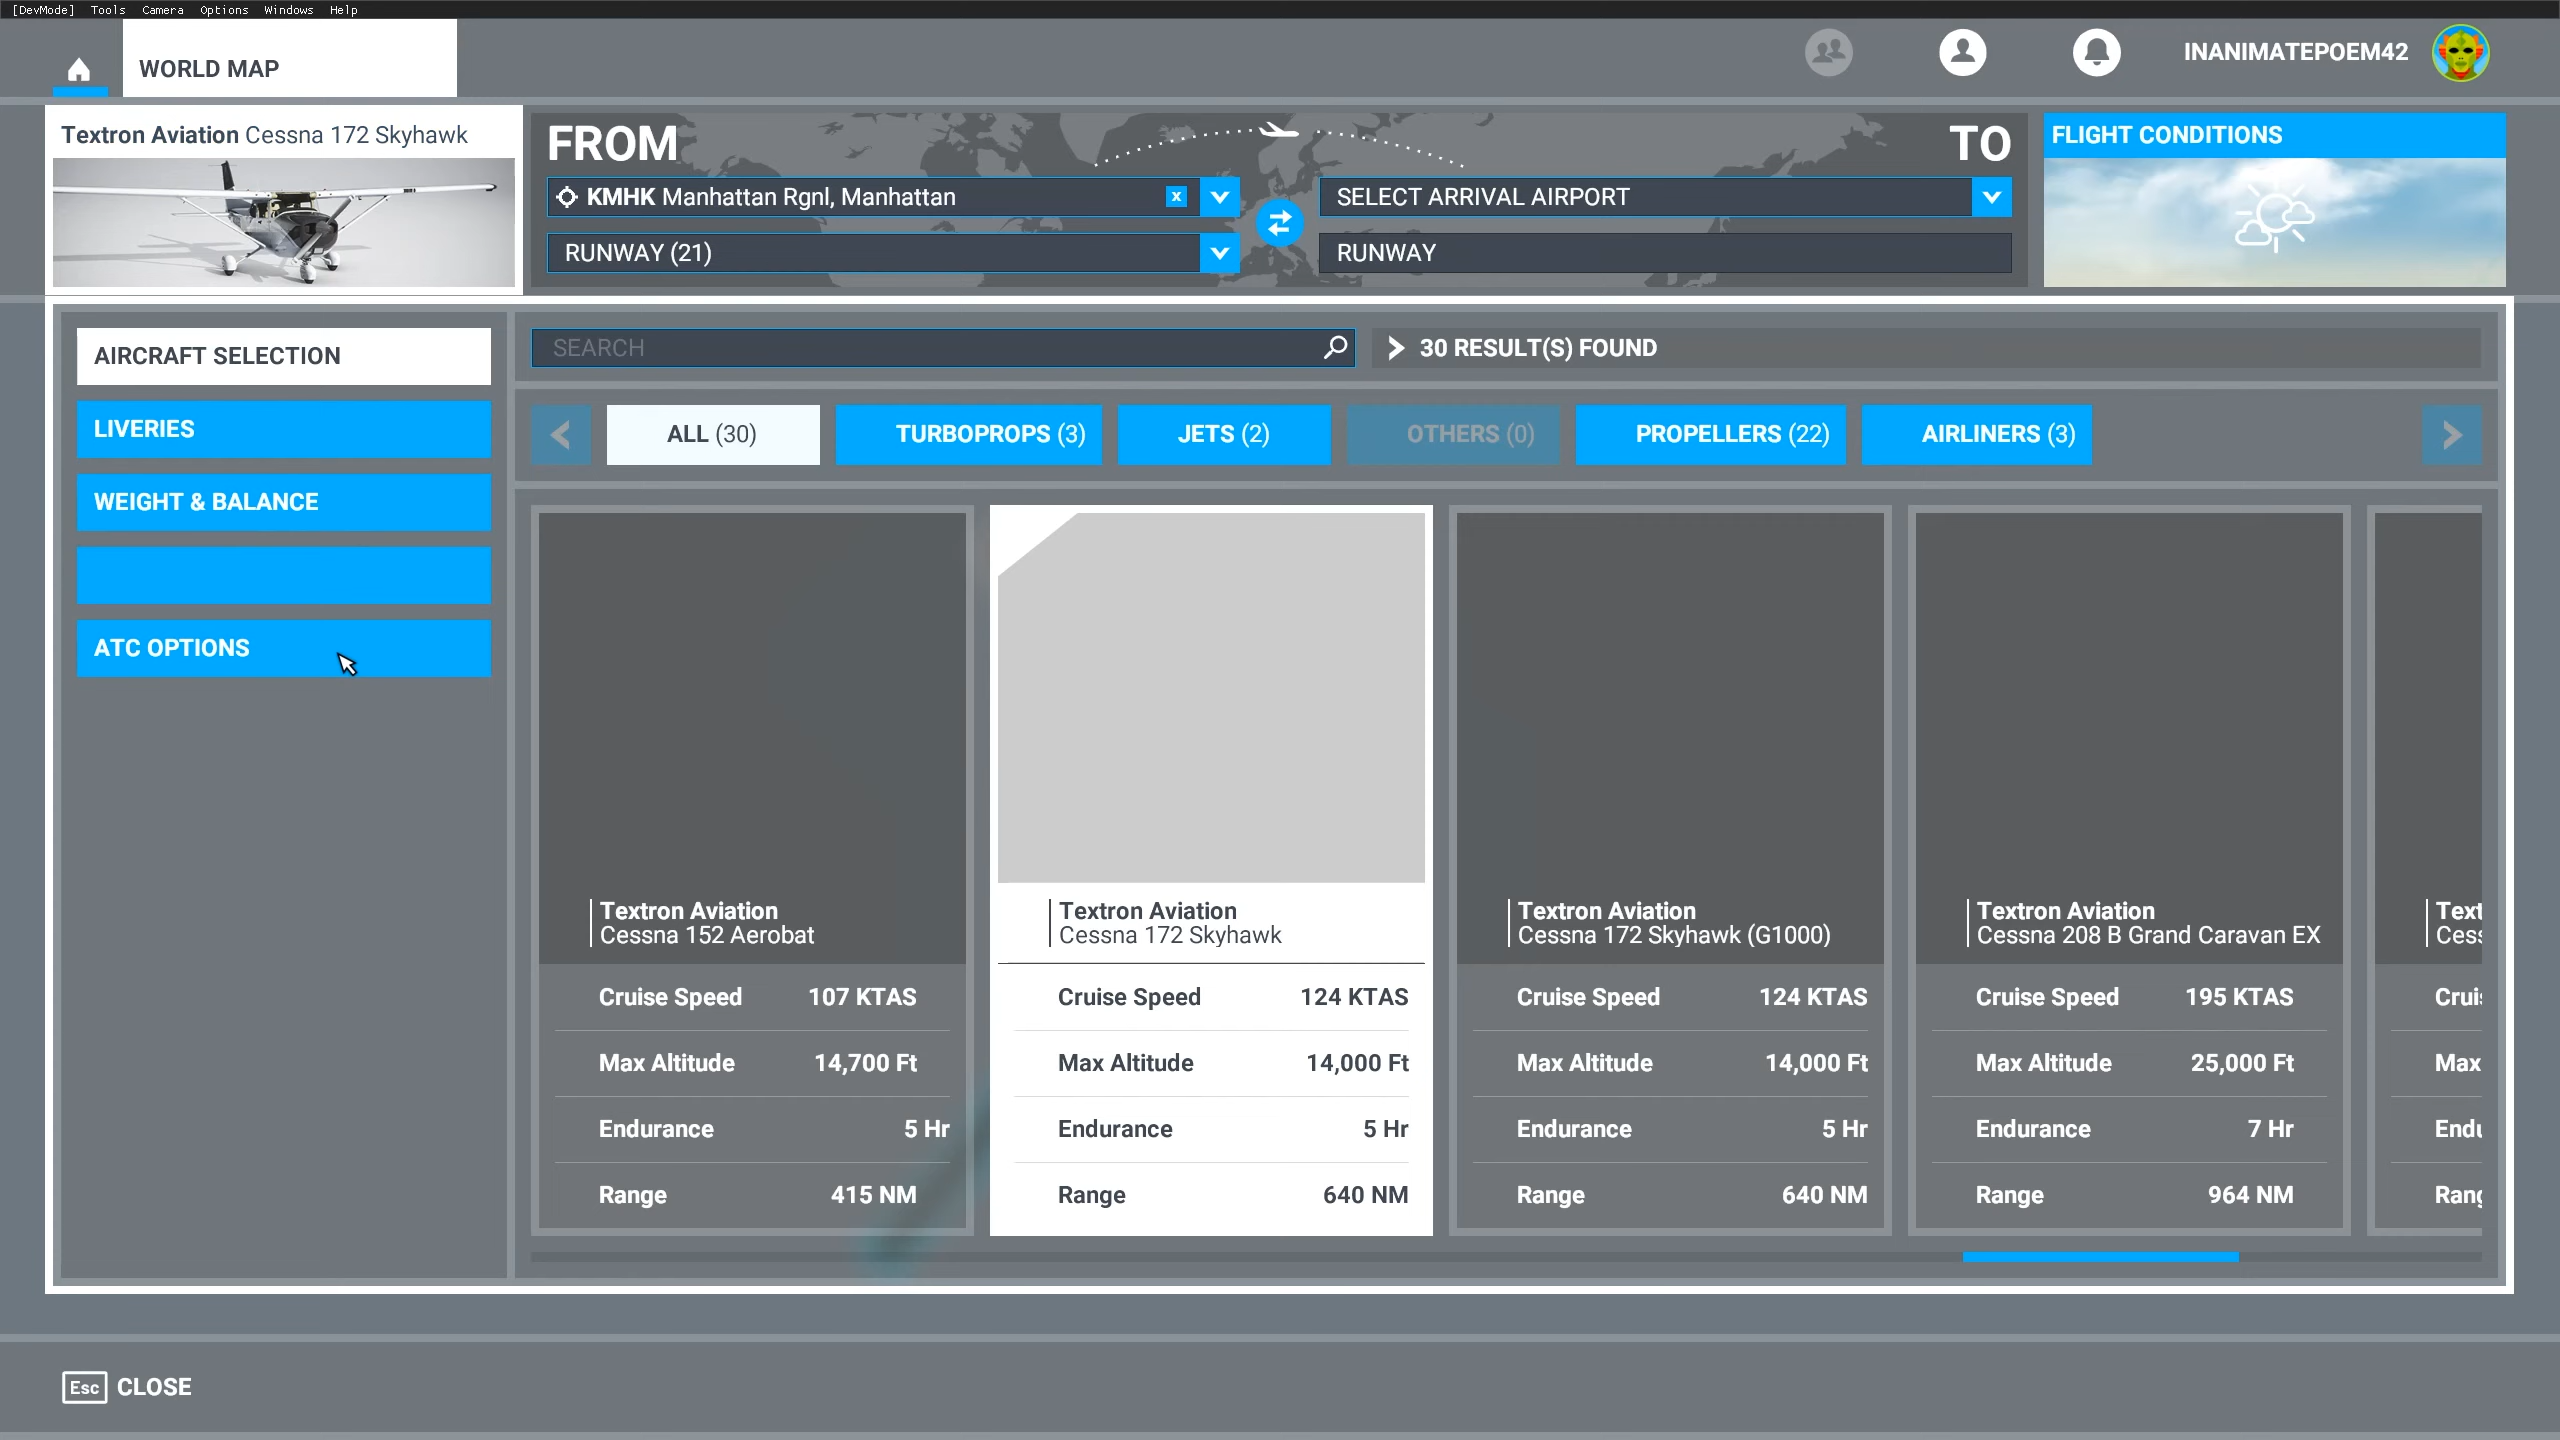 [DevMode] Tools Camera Options Windows Help
WORLD MAP
INANIMATEPOEM42
Textron Aviation Cessna 172 Skyhawk
FROM
TO
KMHK Manhattan Rgnl, Manhattan
x
SELECT ARRIVAL AIRPORT
RUNWAY (21)
RUNWAY
FLIGHT CONDITIONS
AIRCRAFT SELECTION
LIVERIES
WEIGHT & BALANCE
ATC OPTIONS
SEARCH
30 RESULT(S) FOUND
ALL (30)
TURBOPROPS (3)
JETS (2)
OTHERS (0)
PROPELLERS (22)
AIRLINERS (3)
Textron Aviation
Cessna 152 Aerobat
Cruise Speed 107 KTAS
Max Altitude 14,700 Ft
Endurance 5 Hr
Range 415 NM
Textron Aviation
Cessna 172 Skyhawk
Cruise Speed 124 KTAS
Max Altitude 14,000 Ft
Endurance 5 Hr
Range 640 NM
Textron Aviation
Cessna 172 Skyhawk (G1000)
Cruise Speed 124 KTAS
Max Altitude 14,000 Ft
Endurance 5 Hr
Range 640 NM
Textron Aviation
Cessna 208 B Grand Caravan EX
Cruise Speed 195 KTAS
Max Altitude 25,000 Ft
Endurance 7 Hr
Range 964 NM
Max
Esc CLOSE